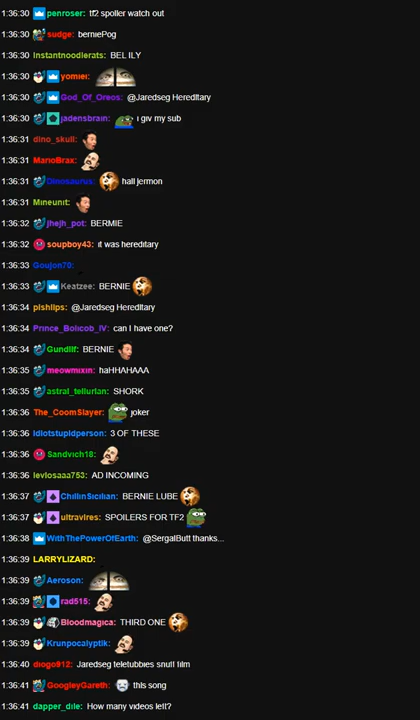 1:36:30 penroser: tf2 spoiler watch out
1:36:30 sudge: berniePog
1:36:30 Instantnoodlerats: BEL ILY
1:36:30 yomiei:
1:36:30 God_Of_Oreos: @Jaredseg Hereditary
1:36:30 jadensbrain: i giv my sub
1:36:31 dino_skull:
1:36:31 MarioBrax:
1:36:31 Dinosaurus: hall jermon
1:36:31 Mineunit:
1:36:32 jhejh_pot: BERMIE
1:36:32 soupboy43: it was hereditary
1:36:33 Goujon70:
1:36:33 Keatzee: BERNIE
1:36:34 pishlips: @Jaredseg Hereditary
1:36:34 Prince_Bolicob_IV: can I have one?
1:36:34 Gundlif: BERNIE
1:36:35 meowmixin: haHHAHAAA
1:36:35 astral_tellurian: SHORK
1:36:36 The_CoomSlayer: joker
1:36:36 Idiotstupidperson: 3 OF THESE
1:36:36 Sandvich18:
1:36:36 leviosaaa753: AD INCOMING
1:36:37 ChillinSicilian: BERNIE LUBE
1:36:37 ultravires: SPOILERS FOR TF2
1:36:38 WithThePowerOfEarth: @SergalButt thanks...
1:36:39 LARRYLIZARD:
1:36:39 Aeroson:
1:36:39 rad515:
1:36:39 Bloodmagica: THIRD ONE
1:36:39 Krunpocalyptik:
1:36:40 diogo912: Jaredseg teletubbies snuff film
1:36:41 GoogleyGareth: this song
1:36:41 dapper_dile: How many videos left?